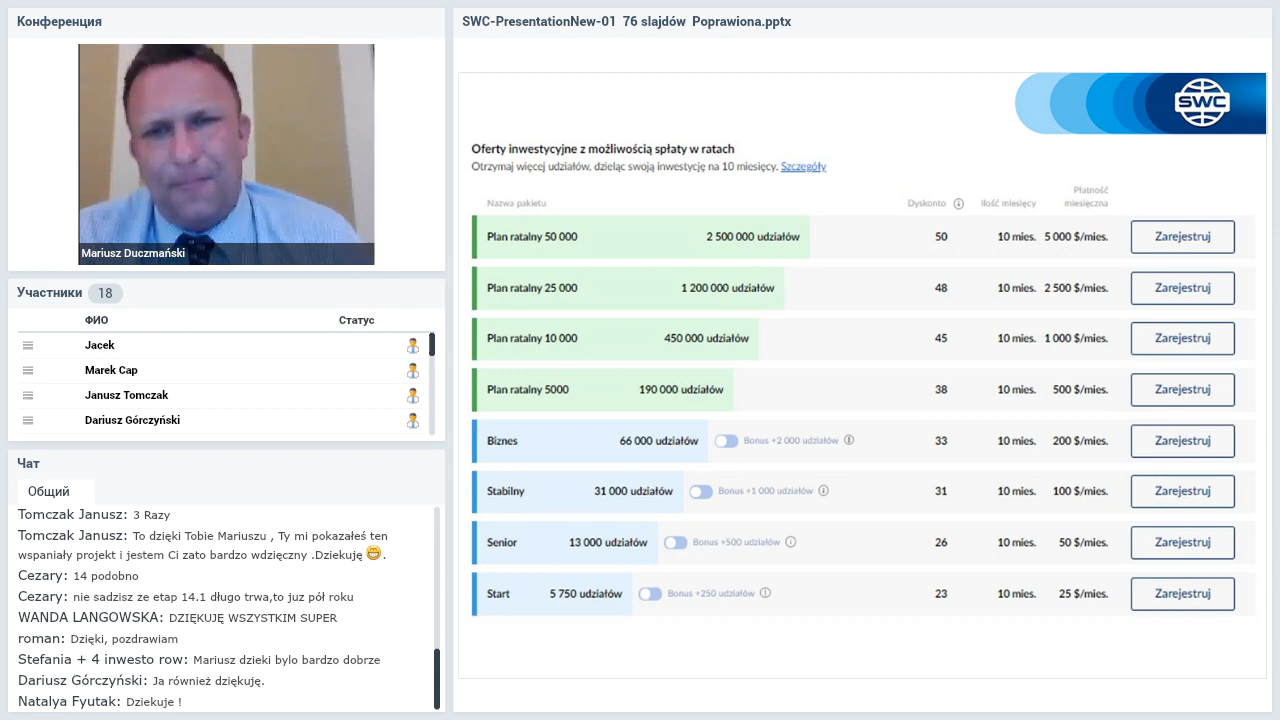 Конференция
Mariusz Duczmański
Участники 18
ФИО Статус
Jacek
Marek Cap
Janusz Tomczak
Dariusz Górczyński
Чат
Общий
Tomczak Janusz: 3 Razy
Tomczak Janusz: To dzięki Tobie Mariuszu , Ty mi pokazałeś ten
wspaniały projekt i jestem Ci zato bardzo wdzięczny .Dziekuję 😁.
Cezary: 14 podobno
Cezary: nie sadzisz ze etap 14.1 długo trwa,to juz pół roku
WANDA LANGOWSKA: DZIĘKUJĘ WSZYSTKIM SUPER
roman: Dzięki, pozdrawiam
Stefania + 4 inwesto row: Mariusz dzieki bylo bardzo dobrze
Dariusz Górczyński: Ja również dziękuję.
Natalya Fyutak: Dziekuje !
SWC-PresentationNew-01 76 slajdów Poprawiona.pptx
SWC
Oferty inwestycyjne z możliwością spłaty w ratach
Otrzymaj więcej udziałów, dzieląc swoją inwestycję na 10 miesięcy. Szczegóły
Nazwa pakietu Dyskonto Ilość miesięcy Płatność miesięczna
Plan ratalny 50 000 2 500 000 udziałów 50 10 mies. 5 000 $/mies. Zarejestruj
Plan ratalny 25 000 1 200 000 udziałów 48 10 mies. 2 500 $/mies. Zarejestruj
Plan ratalny 10 000 450 000 udziałów 45 10 mies. 1 000 $/mies. Zarejestruj
Plan ratalny 5000 190 000 udziałów 38 10 mies. 500 $/mies. Zarejestruj
Biznes 66 000 udziałów Bonus +2 000 udziałów 33 10 mies. 200 $/mies. Zarejestruj
Stabilny 31 000 udziałów Bonus +1 000 udziałów 31 10 mies. 100 $/mies. Zarejestruj
Senior 13 000 udziałów Bonus +500 udziałów 26 10 mies. 50 $/mies. Zarejestruj
Start 5 750 udziałów Bonus +250 udziałów 23 10 mies. 25 $/mies. Zarejestruj